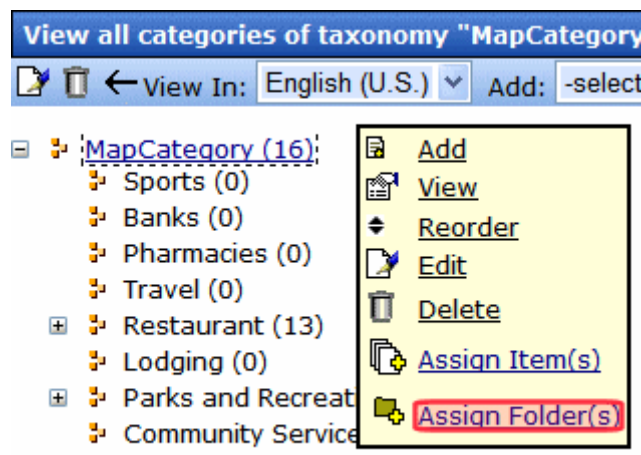 View all categories of taxonomy "MapCategory
View In: English (U.S.) Add: -select
MapCategory (16)
Sports (0)
Banks (0)
Pharmacies (0)
Travel (0)
Restaurant (13)
Lodging (0)
Parks and Recreat
Community Service
Add
View
Reorder
Edit
Delete
Assign Item(s)
Assign Folder(s)